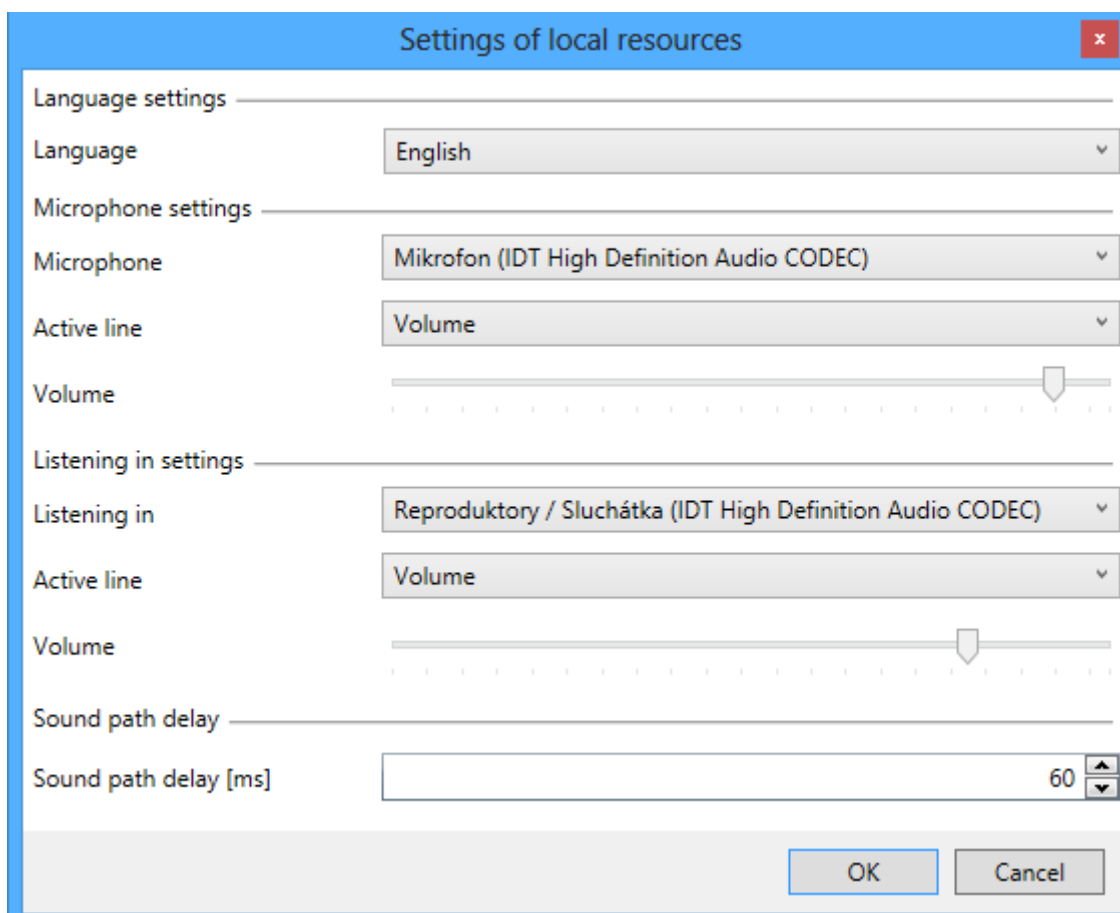 Settings of local resources
x
Language settings
Language English
Microphone settings
Microphone Mikrofon (IDT High Definition Audio CODEC)
Active line Volume
Volume
Listening in settings
Listening in Reproduktory / Sluchátka (IDT High Definition Audio CODEC)
Active line Volume
Volume
Sound path delay
Sound path delay [ms] 60
OK Cancel